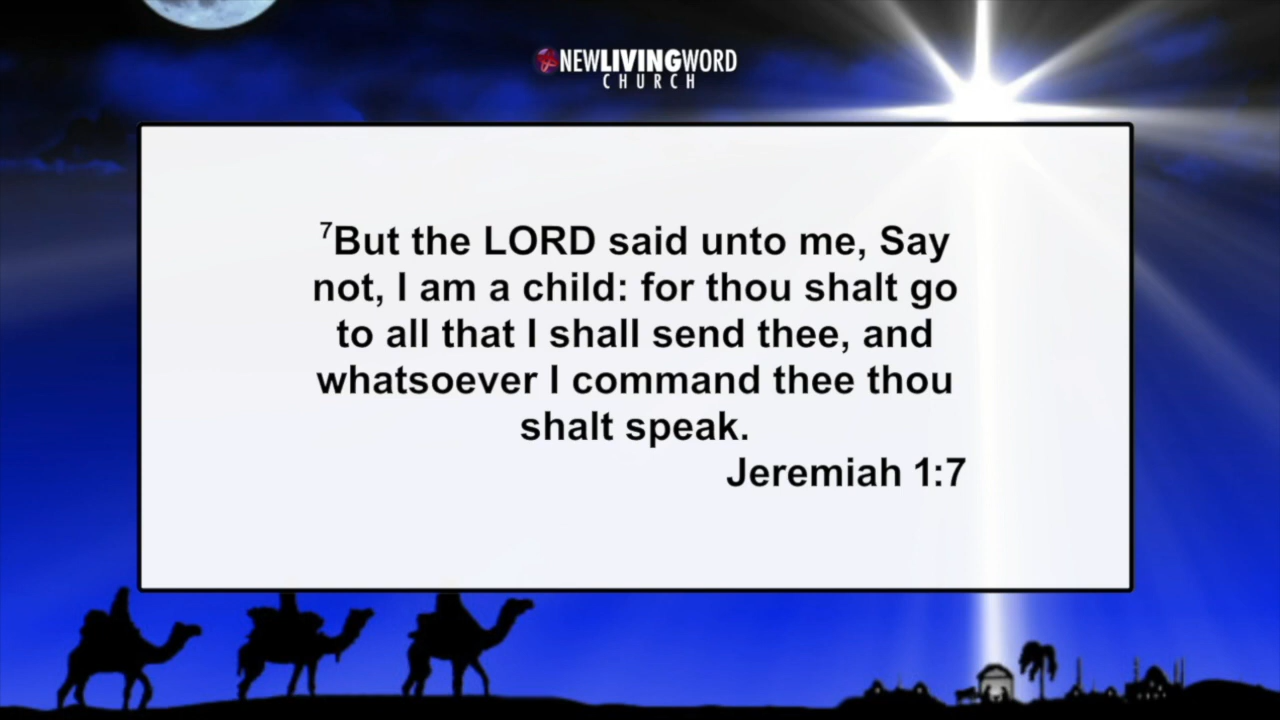 NEWLIVINGWORD
CHURCH
⁷But the LORD said unto me, Say
not, I am a child: for thou shalt go
to all that I shall send thee, and
whatsoever I command thee thou
shalt speak.
Jeremiah 1:7